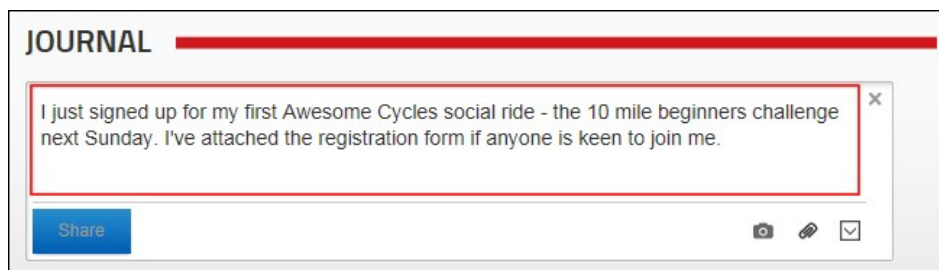 JOURNAL
I just signed up for my first Awesome Cycles social ride - the 10 mile beginners challenge
next Sunday. I've attached the registration form if anyone is keen to join me.
Share